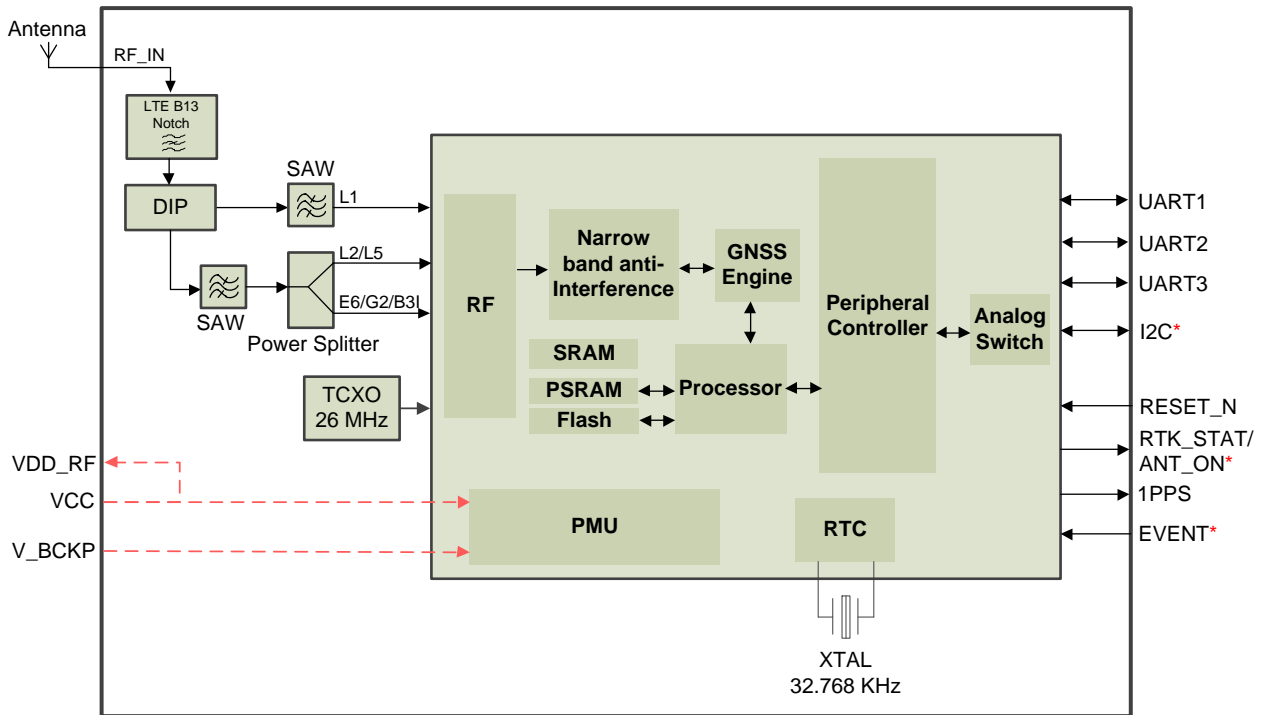 Antenna
RF_IN
LTE B13
Notch
DIP
SAW
L1
SAW
L2/L5
E6/G2/B3I
Power Splitter
TCXO
26 MHz
VDD_RF
VCC
V_BCKP
RF
Narrow
band anti-
Interference
GNSS
Engine
SRAM
PSRAM
Flash
Processor
Peripheral
Controller
Analog
Switch
PMU
RTC
XTAL
32.768 KHz
UART1
UART2
UART3
I2C*
RESET_N
RTK_STAT/
ANT_ON*
1PPS
EVENT*